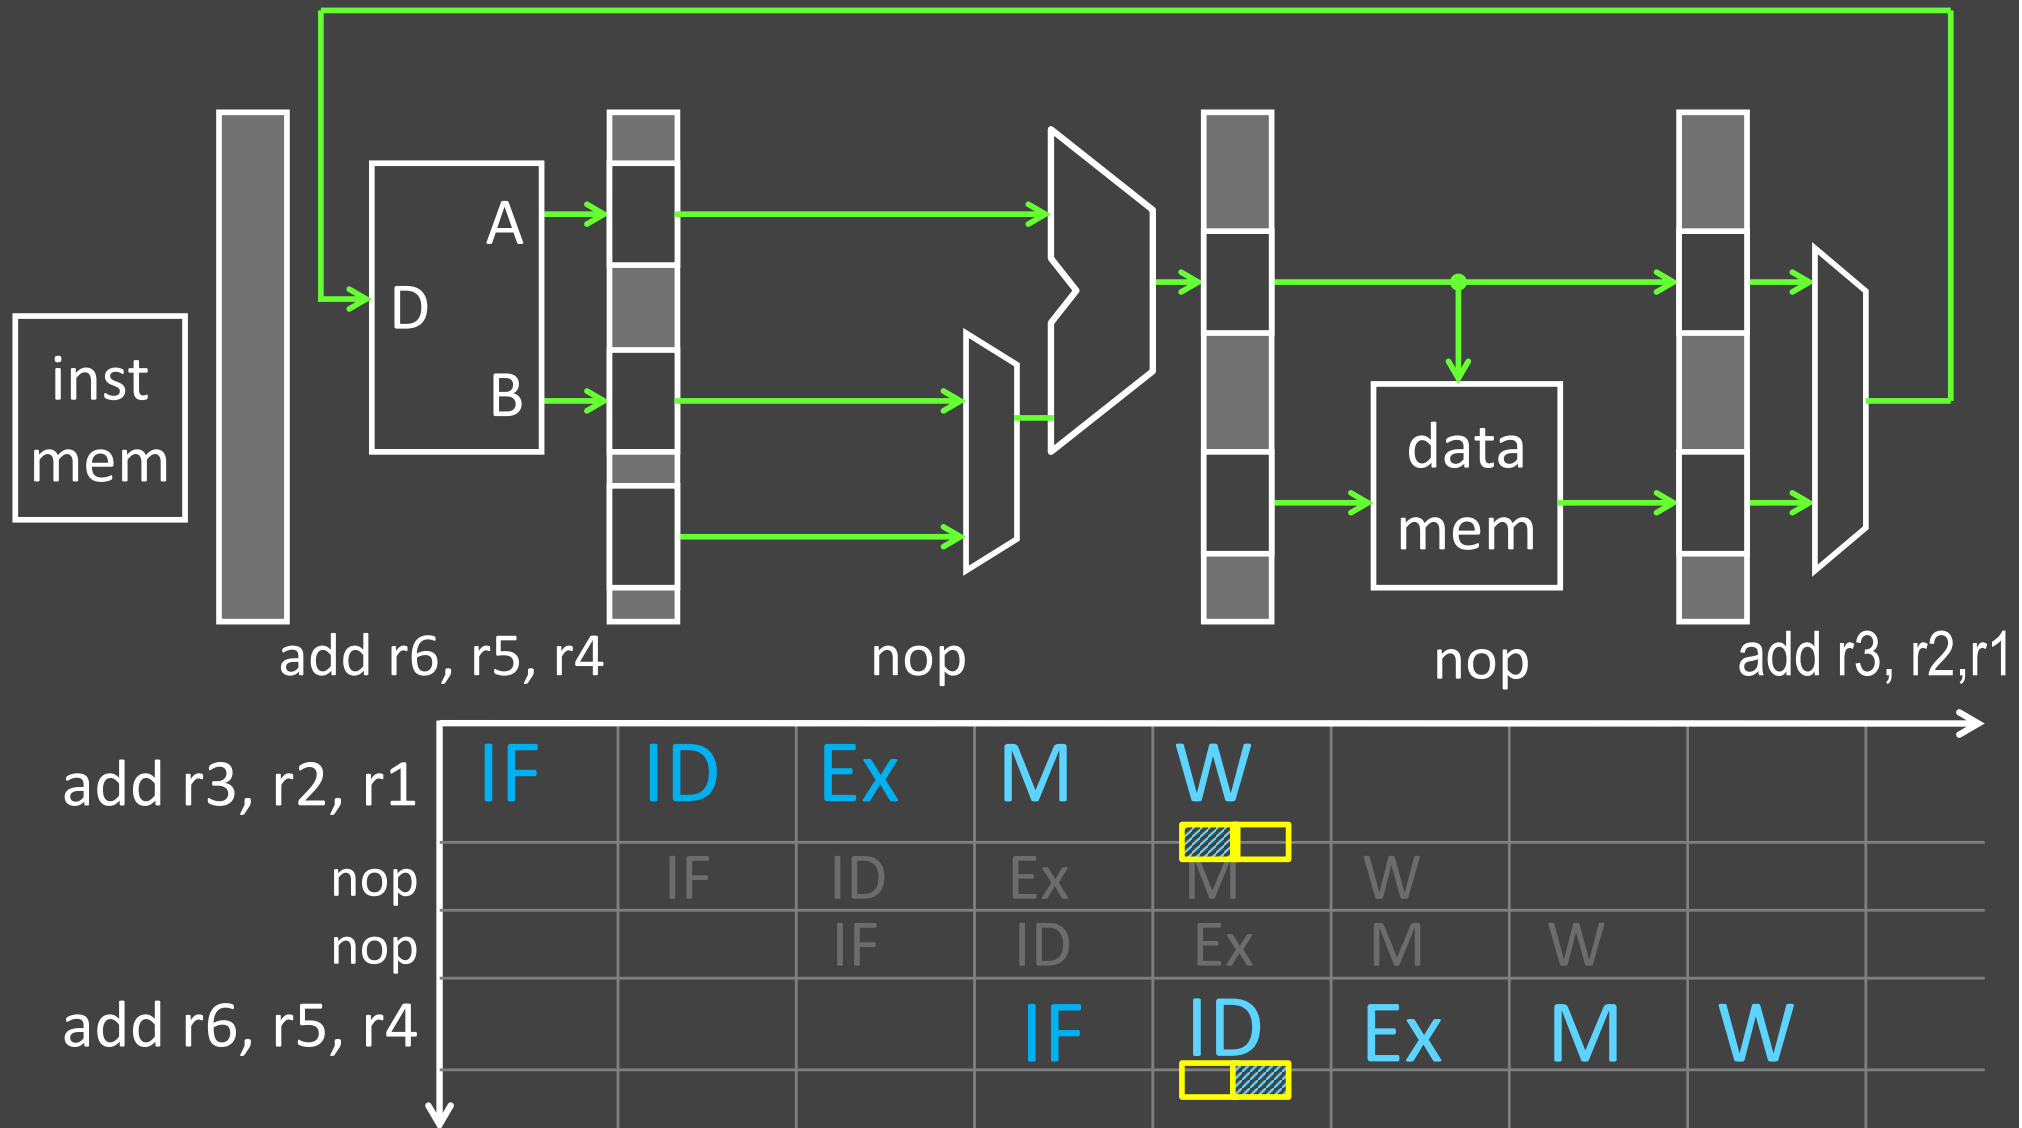 A
D
B
inst
mem
data
mem
add r6, r5, r4
nop
nop
add r3, r2,r1
add r3, r2, r1 IF ID Ex M W
nop IF ID Ex M W
nop IF ID Ex M W
add r6, r5, r4 IF ID Ex M W